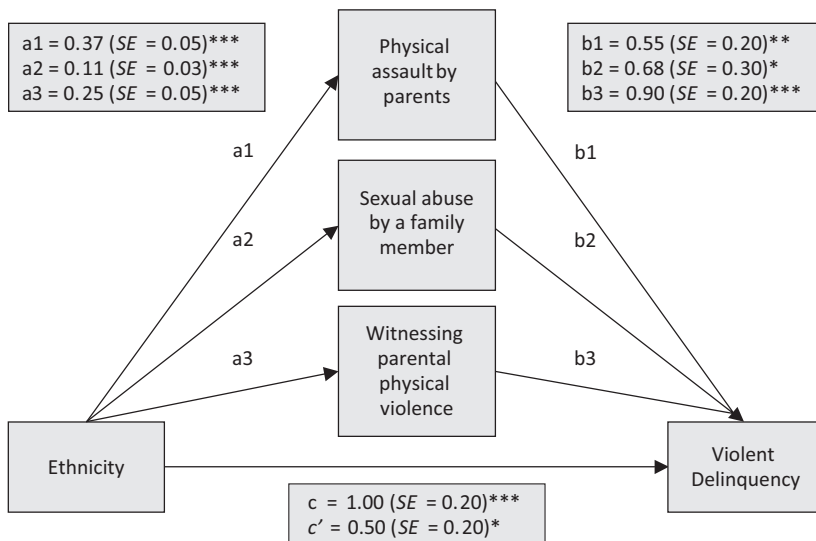 a1 = 0.37 (SE = 0.05)***
a2 = 0.11 (SE = 0.03)***
a3 = 0.25 (SE = 0.05)***
Physical
assault by
parents
b1 = 0.55 (SE = 0.20)**
b2 = 0.68 (SE = 0.30)*
b3 = 0.90 (SE = 0.20)***
a1
b1
Sexual abuse
by a family
member
a2
b2
Witnessing
parental
physical
violence
a3
b3
Ethnicity
Violent
Delinquency
c = 1.00 (SE = 0.20)***
c′ = 0.50 (SE = 0.20)*